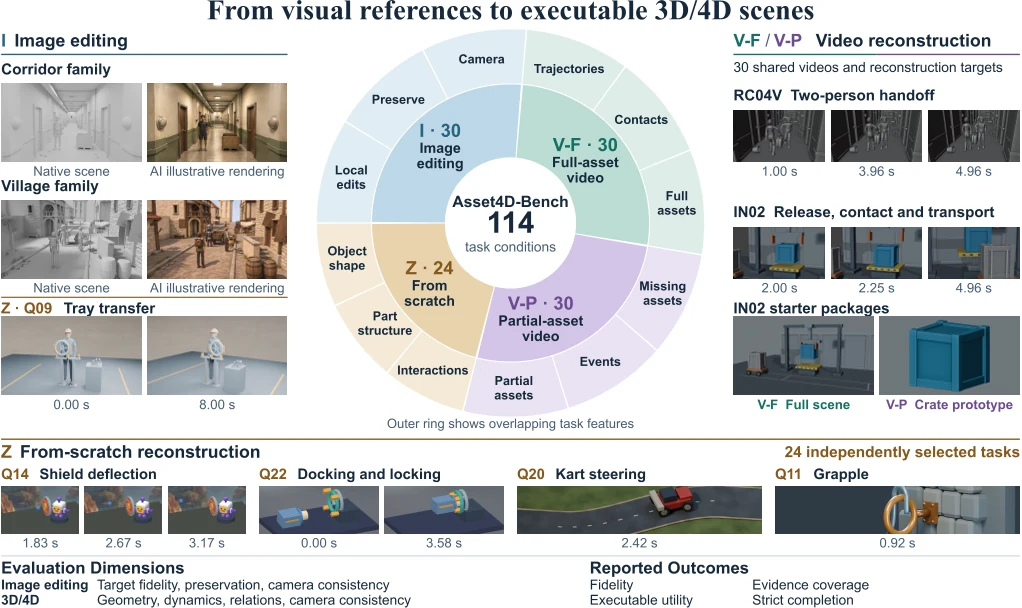 From visual references to executable 3D/4D scenes
I Image editing
Corridor family
Native scene
AI illustrative rendering
Village family
Native scene
AI illustrative rendering
Z · Q09 Tray transfer
0.00 s
8.00 s
Camera
Trajectories
Preserve
Contacts
Local
edits
Full
assets
Object
shape
Missing
assets
Part
structure
Events
Interactions
Partial
assets
I · 30
Image
editing
V-F · 30
Full-asset
video
Z · 24
From
scratch
V-P · 30
Partial-asset
video
Asset4D-Bench
114
task conditions
Outer ring shows overlapping task features
V-F / V-P Video reconstruction
30 shared videos and reconstruction targets
RC04V Two-person handoff
1.00 s
3.96 s
4.96 s
IN02 Release, contact and transport
2.00 s
2.25 s
4.96 s
IN02 starter packages
V-F Full scene
V-P Crate prototype
Z From-scratch reconstruction
24 independently selected tasks
Q14 Shield deflection
1.83 s
2.67 s
3.17 s
Q22 Docking and locking
0.00 s
3.58 s
Q20 Kart steering
2.42 s
Q11 Grapple
0.92 s
Evaluation Dimensions
Image editing Target fidelity, preservation, camera consistency
3D/4D Geometry, dynamics, relations, camera consistency
Reported Outcomes
Fidelity
Evidence coverage
Executable utility
Strict completion